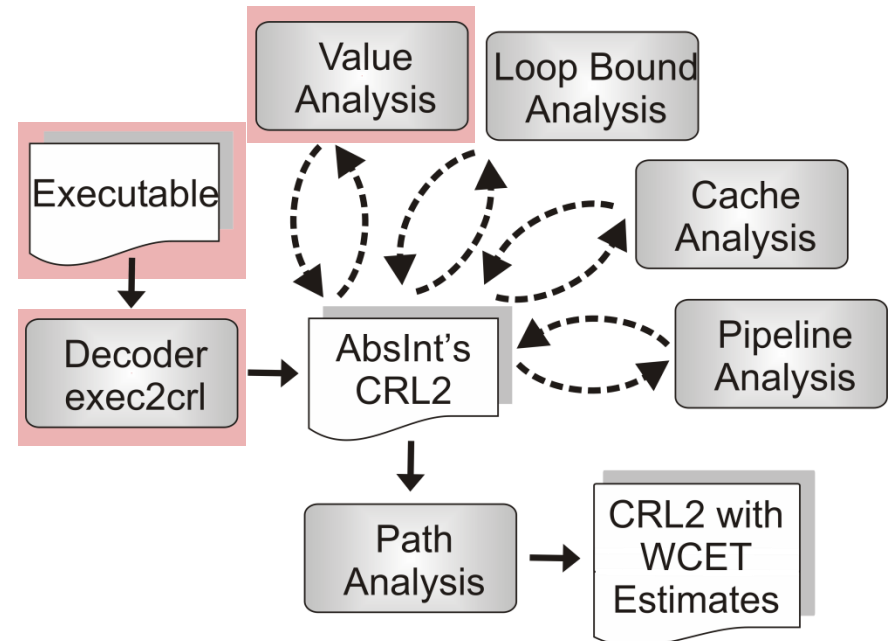 Value
Analysis
Loop Bound
Analysis
Executable
Cache
Analysis
Decoder
exec2crl
AbsInt's
CRL2
Pipeline
Analysis
Path
Analysis
CRL2 with
WCET
Estimates